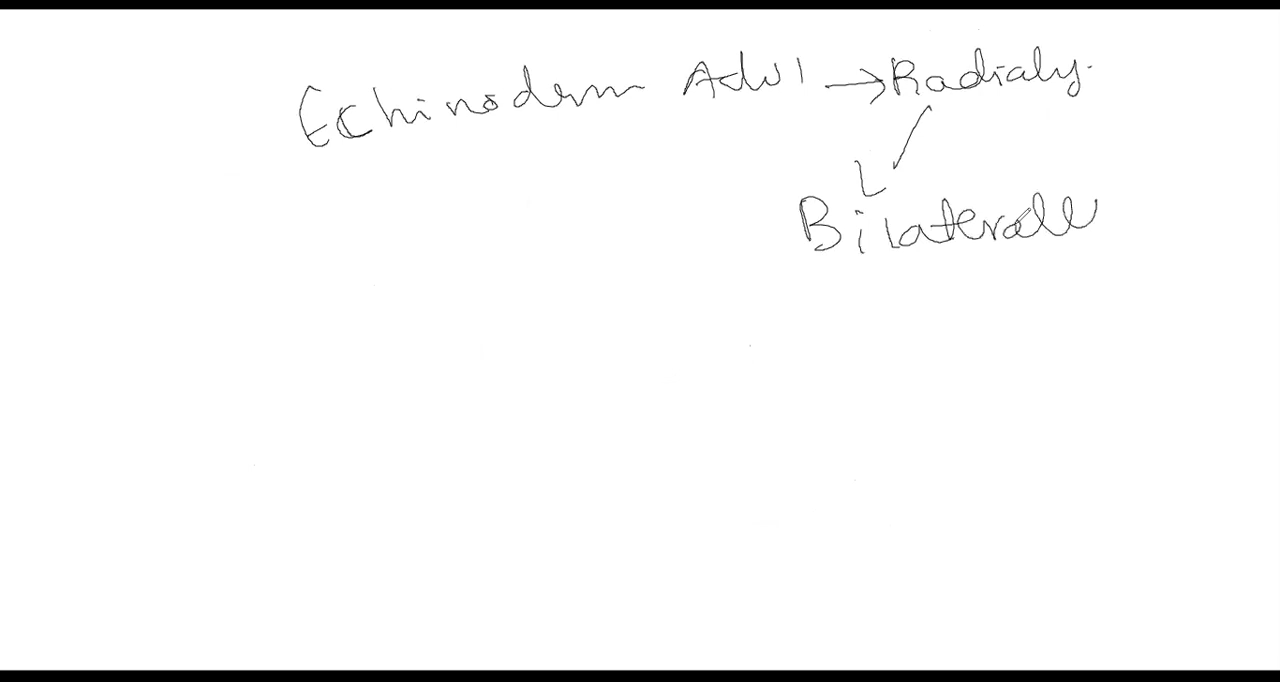 Echinoderm Adul → Radialy.
L
Bilateral